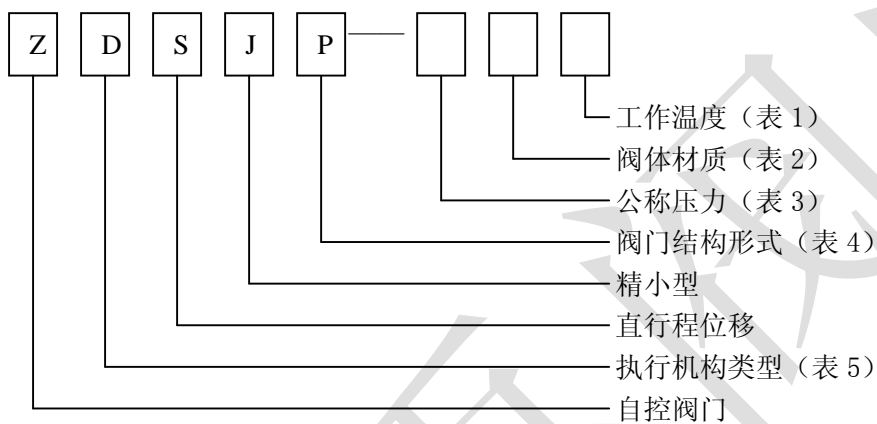 Z D S J P
工作温度（表 1）
阀体材质（表 2）
公称压力（表 3）
阀门结构形式（表 4）
精小型
直行程位移
执行机构类型（表 5）
自控阀门